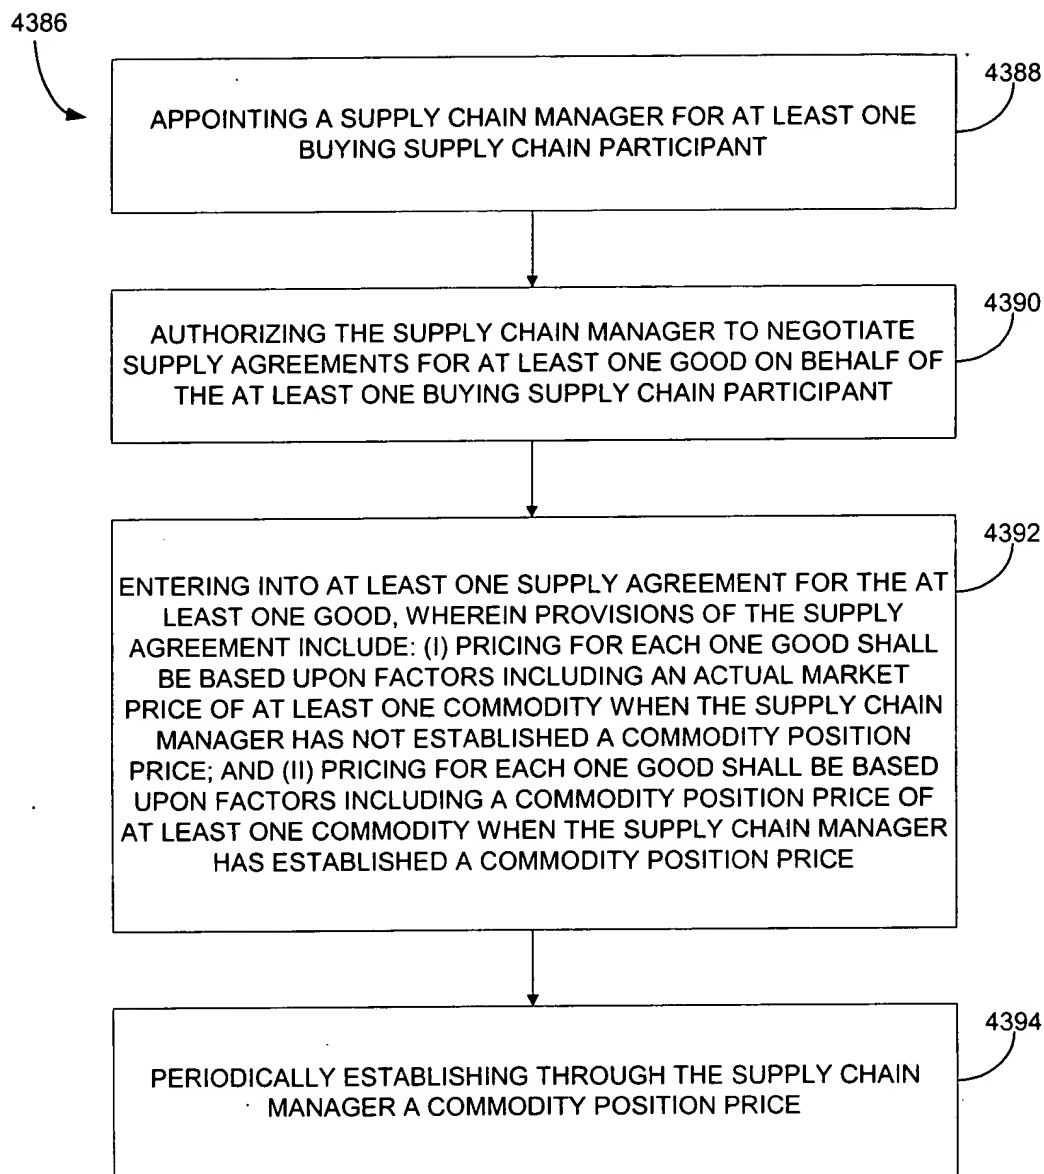 4386
4388
APPOINTING A SUPPLY CHAIN MANAGER FOR AT LEAST ONE
BUYING SUPPLY CHAIN PARTICIPANT
4390
AUTHORIZING THE SUPPLY CHAIN MANAGER TO NEGOTIATE
SUPPLY AGREEMENTS FOR AT LEAST ONE GOOD ON BEHALF OF
THE AT LEAST ONE BUYING SUPPLY CHAIN PARTICIPANT
4392
ENTERING INTO AT LEAST ONE SUPPLY AGREEMENT FOR THE AT
LEAST ONE GOOD, WHEREIN PROVISIONS OF THE SUPPLY
AGREEMENT INCLUDE: (I) PRICING FOR EACH ONE GOOD SHALL
BE BASED UPON FACTORS INCLUDING AN ACTUAL MARKET
PRICE OF AT LEAST ONE COMMODITY WHEN THE SUPPLY CHAIN
MANAGER HAS NOT ESTABLISHED A COMMODITY POSITION
PRICE; AND (II) PRICING FOR EACH ONE GOOD SHALL BE BASED
UPON FACTORS INCLUDING A COMMODITY POSITION PRICE OF
AT LEAST ONE COMMODITY WHEN THE SUPPLY CHAIN MANAGER
HAS ESTABLISHED A COMMODITY POSITION PRICE
4394
PERIODICALLY ESTABLISHING THROUGH THE SUPPLY CHAIN
MANAGER A COMMODITY POSITION PRICE